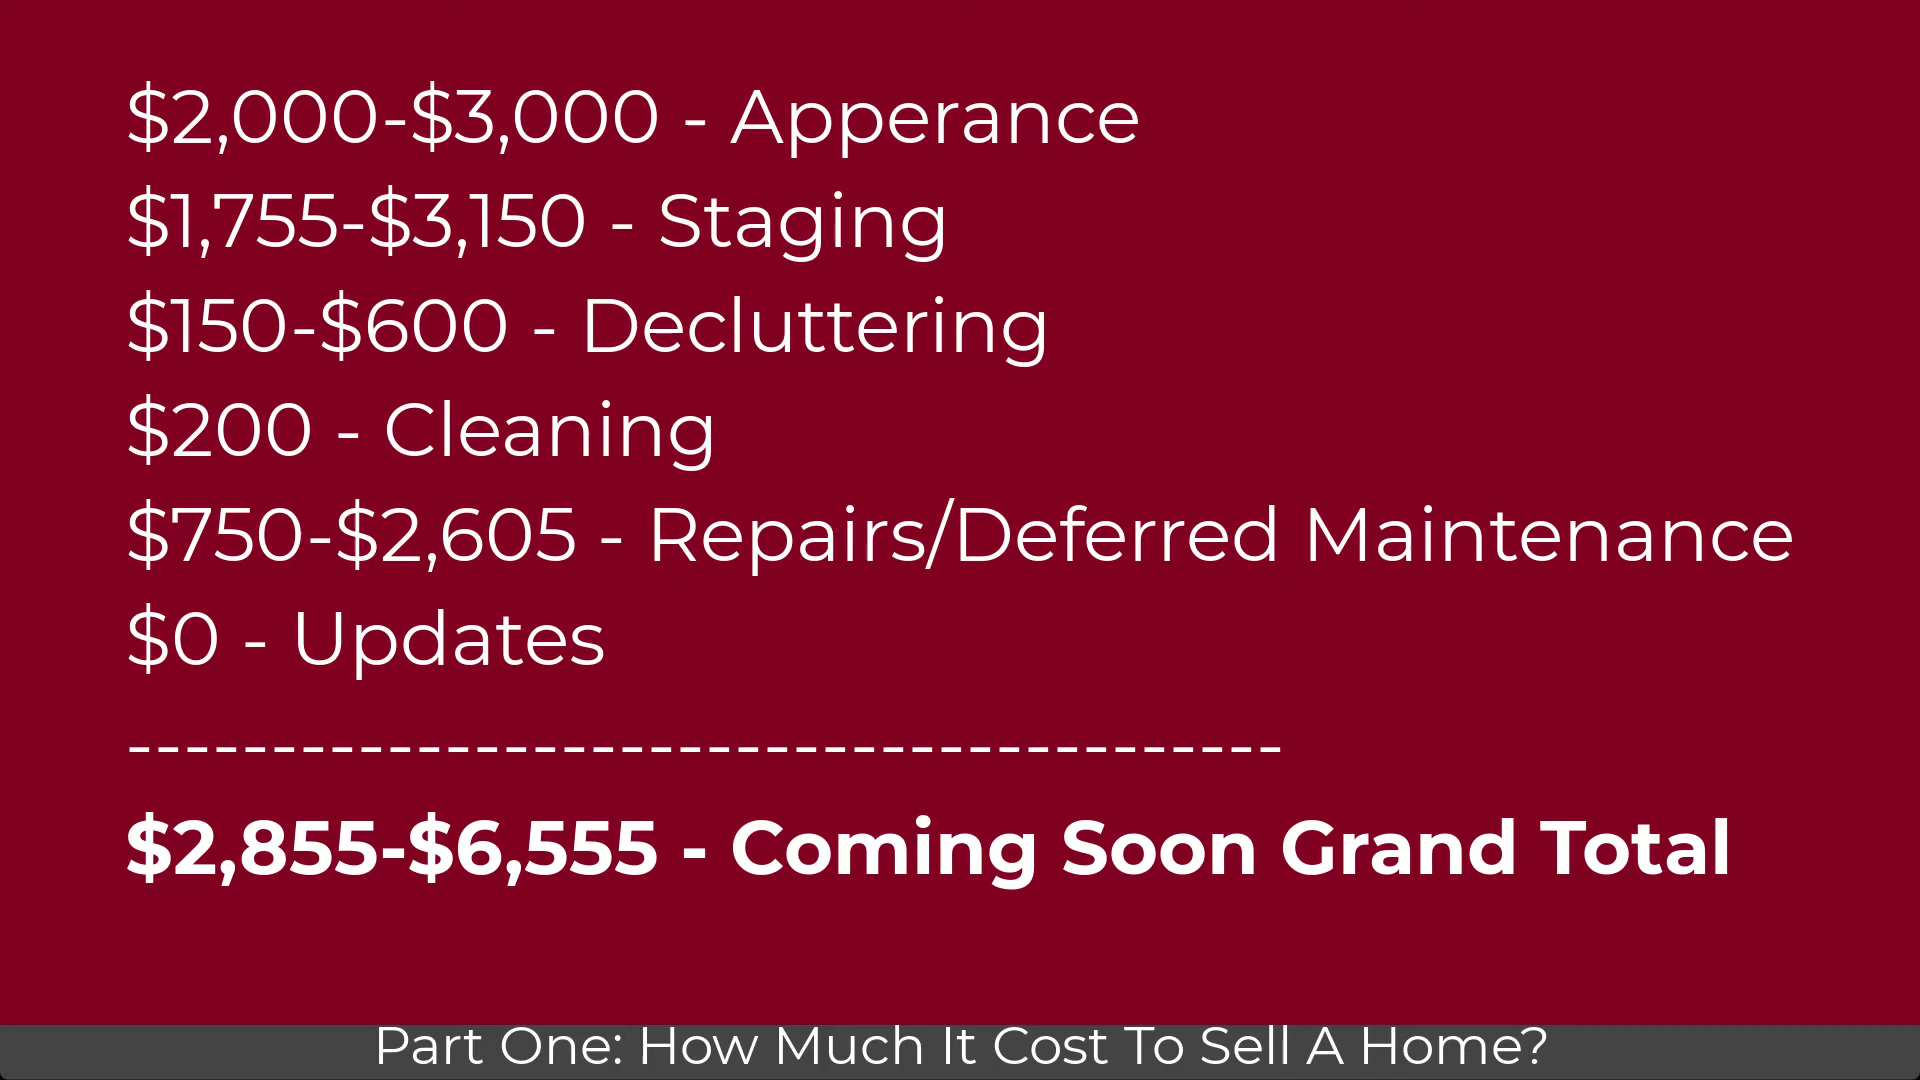 $2,000-$3,000 - Apperance
$1,755-$3,150 - Staging
$150-$600 - Decluttering
$200 - Cleaning
$750-$2,605 - Repairs/Deferred Maintenance
$0 - Updates
----------------------------------------
$2,855-$6,555 - Coming Soon Grand Total
Part One: How Much It Cost To Sell A Home?